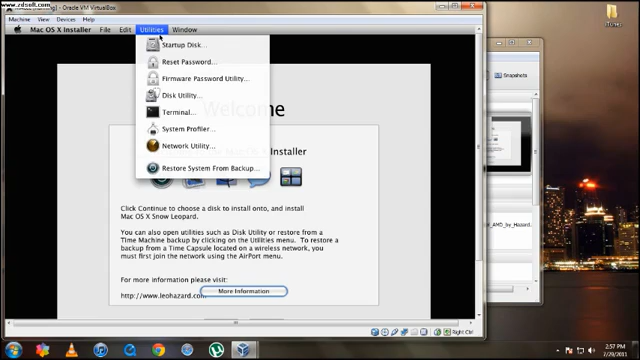 www.zdsoft.com
Oracle VM VirtualBox
Machine View Devices Help
Mac OS X Installer File Edit Utilities Window
Startup Disk...
Reset Password...
Firmware Password Utility...
Disk Utility...
Terminal...
System Profiler...
Network Utility...
Restore System From Backup...
Welcome
Installer
Click Continue to choose a disk to install onto, and install
Mac OS X Snow Leopard.
You can also open utilities such as Disk Utility or restore from a
Time Machine backup by clicking on the Utilities menu. To restore a
backup from a Time Capsule located on a wireless network, you
must first join the network using the AirPort menu.
For more information please visit:
http://www.leohazard.com
More Information
Snapshots
_AMD_by_Hazard
Right Ctrl
2:57 PM
7/29/2011